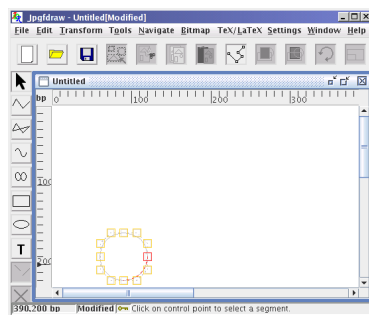 Jpgfdraw - Untitled[Modified]
File Edit Transform Tools Navigate Bitmap TeX/LaTeX Settings Window Help
Untitled
bp 0 100 200 300
100
200
T
390,200 bp Modified Click on control point to select a segment.